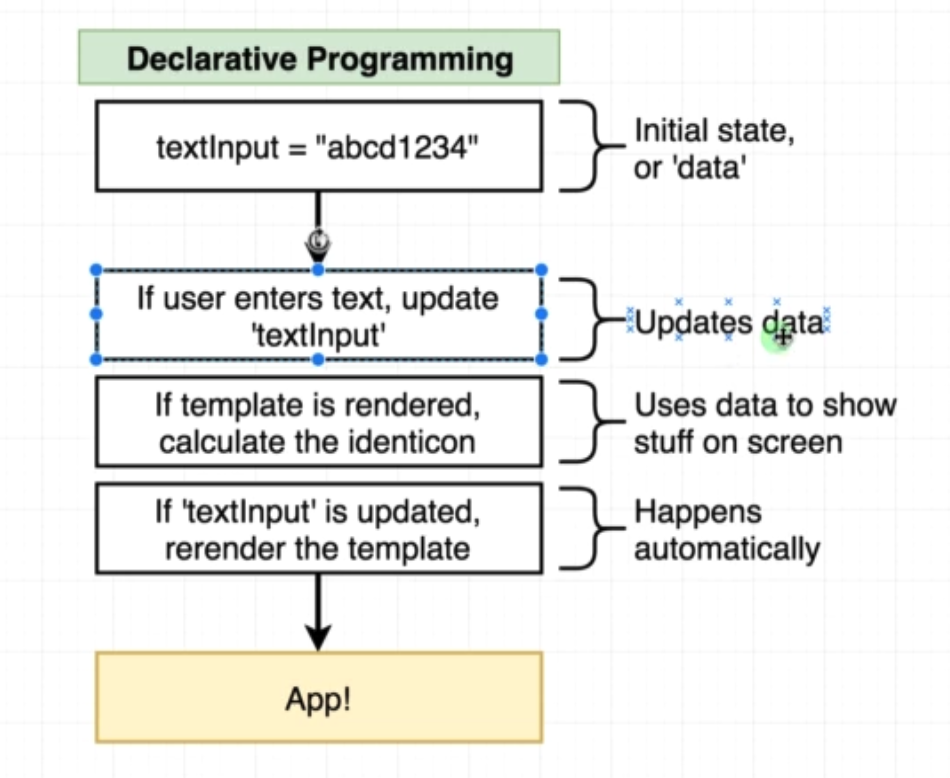 Declarative Programming
textInput = "abcd1234"
Initial state,
or 'data'
If user enters text, update
'textInput'
Updates data
If template is rendered,
calculate the identicon
Uses data to show
stuff on screen
If 'textInput' is updated,
rerender the template
Happens
automatically
App!